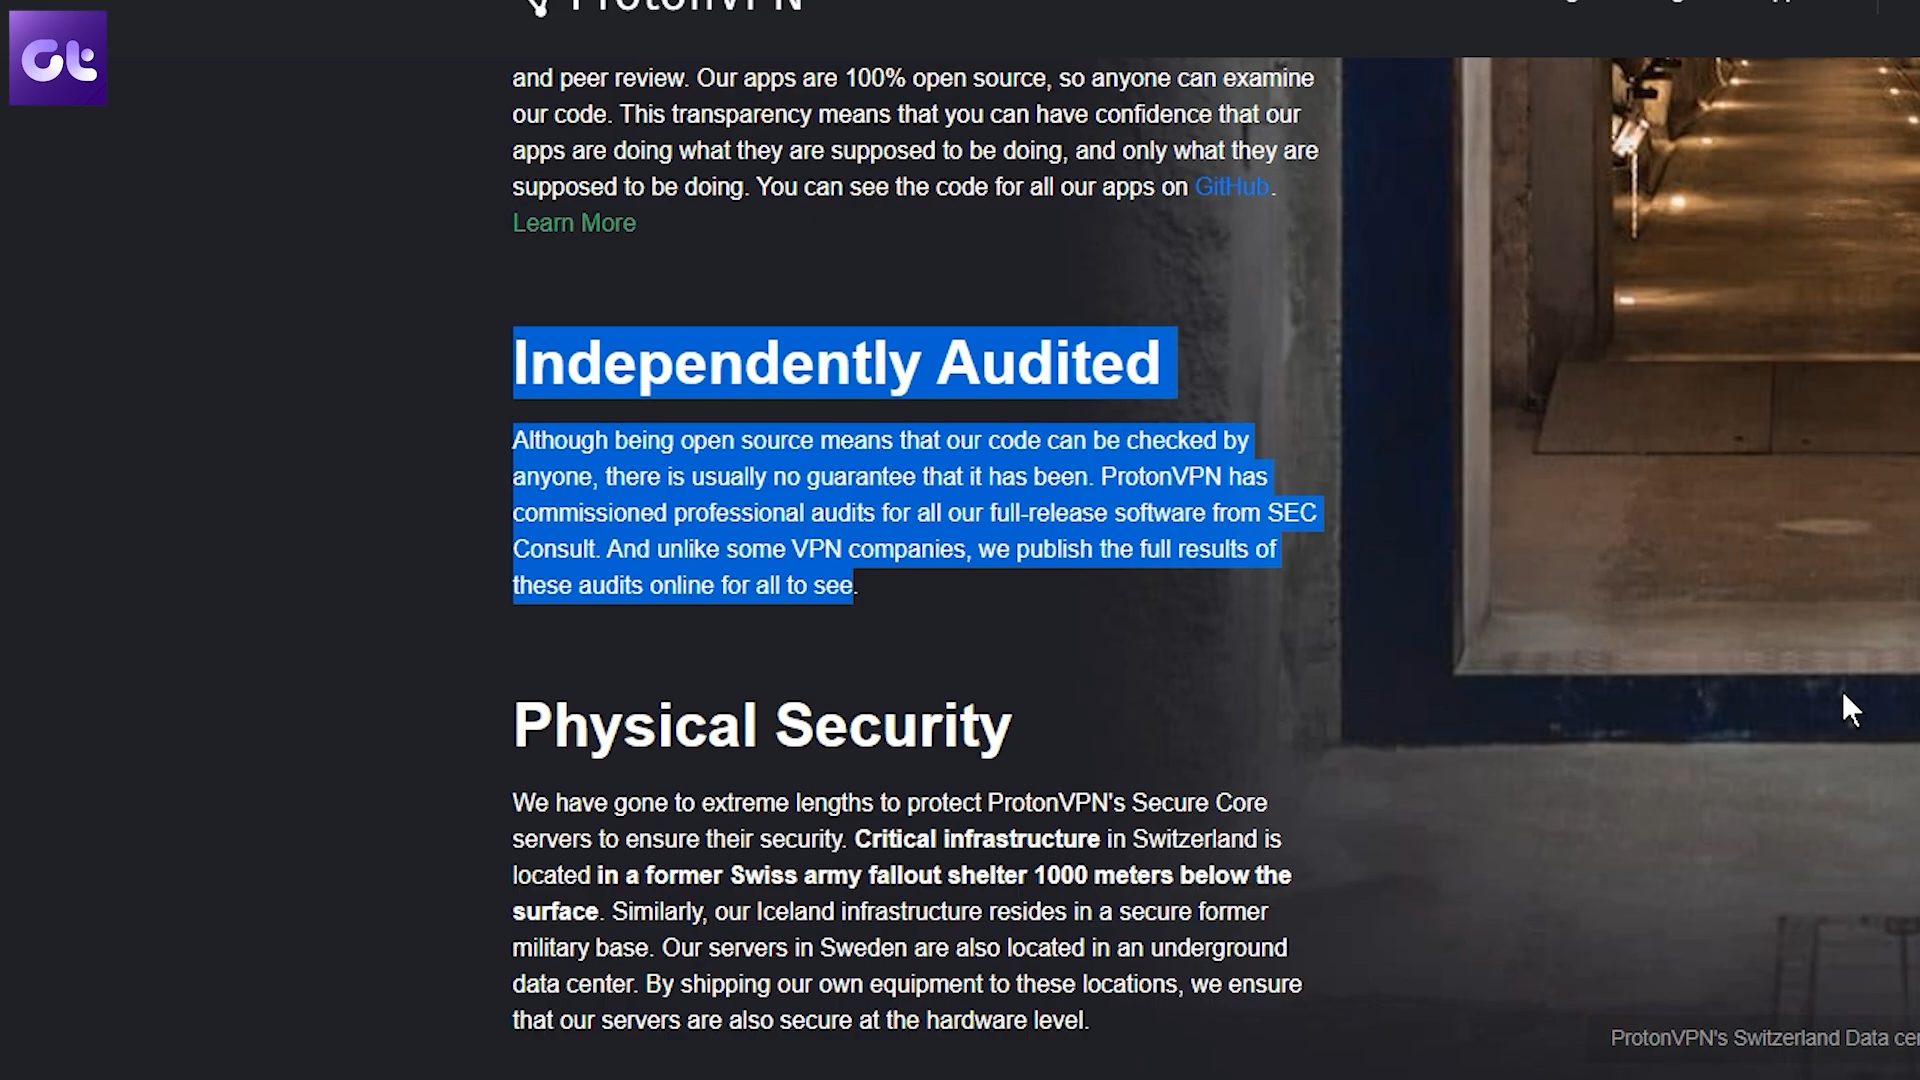 ProtonVPN
Gt
and peer review. Our apps are 100% open source, so anyone can examine
our code. This transparency means that you can have confidence that our
apps are doing what they are supposed to be doing, and only what they are
supposed to be doing. You can see the code for all our apps on GitHub.
Learn More
Independently Audited
Although being open source means that our code can be checked by
anyone, there is usually no guarantee that it has been. ProtonVPN has
commissioned professional audits for all our full-release software from SEC
Consult. And unlike some VPN companies, we publish the full results of
these audits online for all to see.
Physical Security
We have gone to extreme lengths to protect ProtonVPN's Secure Core
servers to ensure their security. Critical infrastructure in Switzerland is
located in a former Swiss army fallout shelter 1000 meters below the
surface. Similarly, our Iceland infrastructure resides in a secure former
military base. Our servers in Sweden are also located in an underground
data center. By shipping our own equipment to these locations, we ensure
that our servers are also secure at the hardware level.
ProtonVPN's Switzerland Data cen